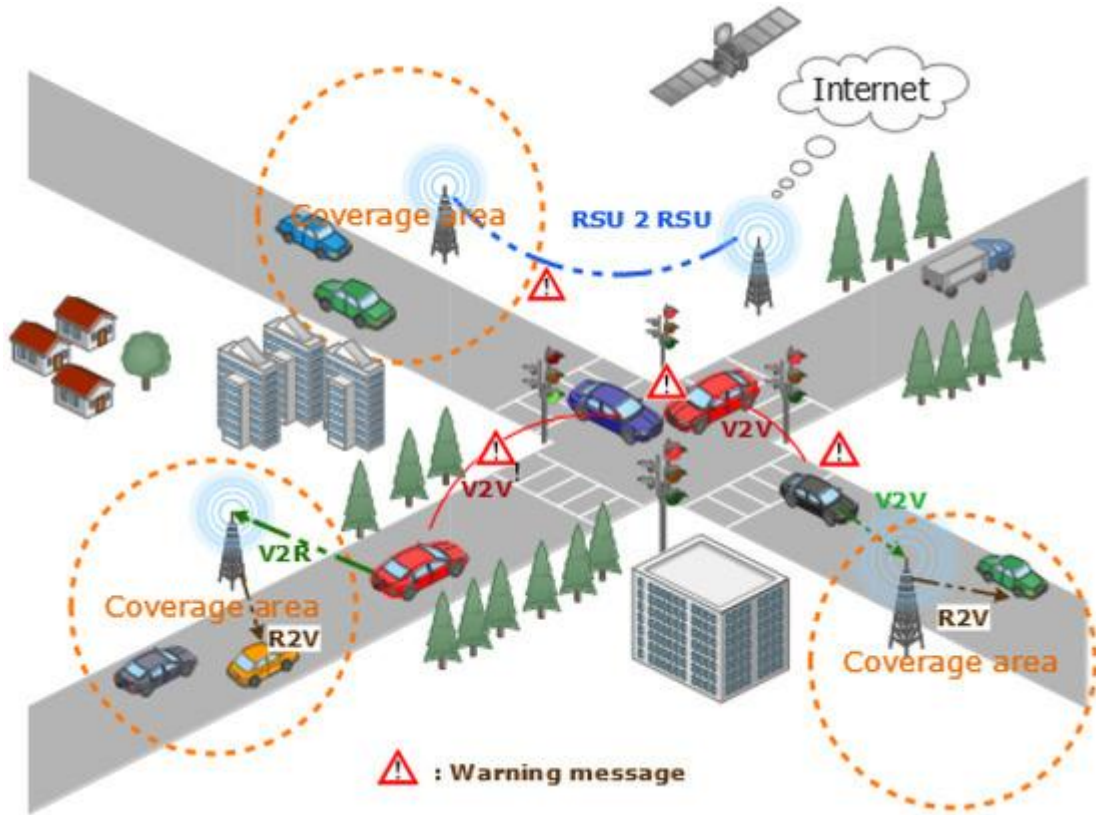 Internet
Coverage area
RSU 2 RSU
!
!
V2V
!
V2V
!
!
V2V
V2R
Coverage area
R2V
R2V
Coverage area
! : Warning message